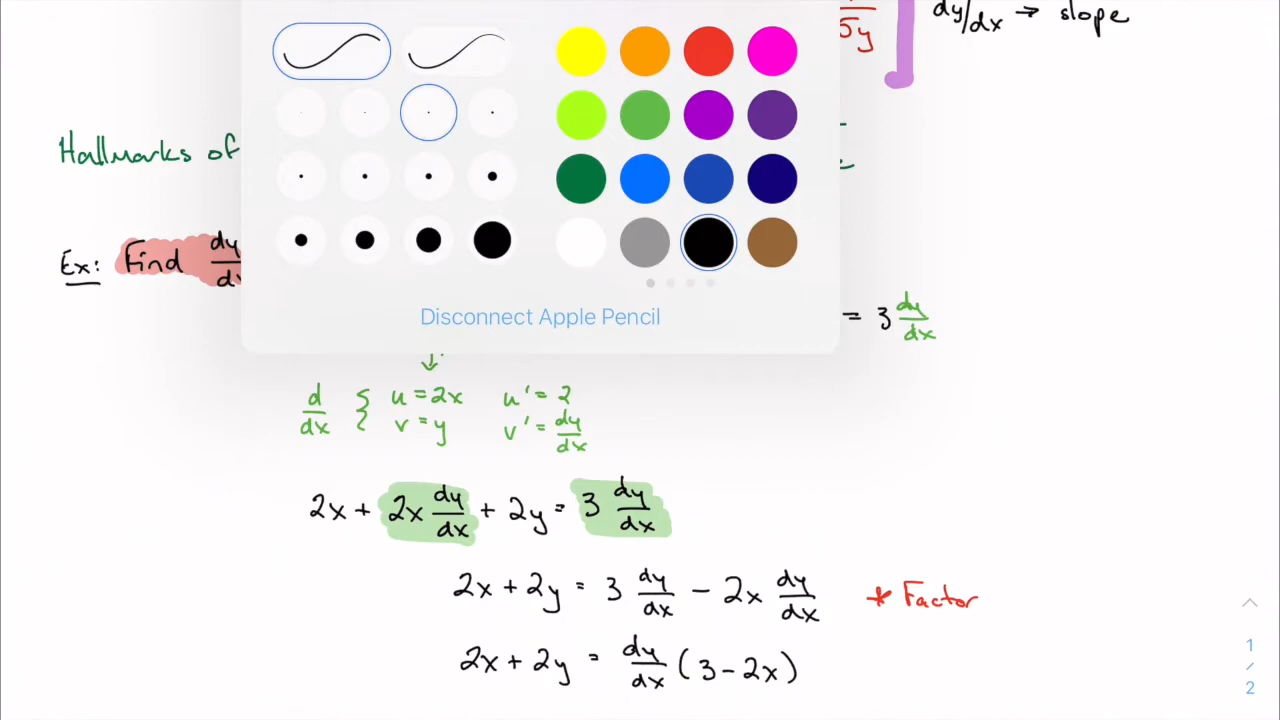 dy/dx → slope
5y
Hallmarks of
Ex: Find dy
= 3 dy/dx
Disconnect Apple Pencil
↓
d/dx { u = 2x u' = 2
v = y v' = dy/dx
2x + 2x dy/dx + 2y = 3 dy/dx
2x + 2y = 3 dy/dx - 2x dy/dx * Factor
2x + 2y = dy/dx (3 - 2x)
1
/
2